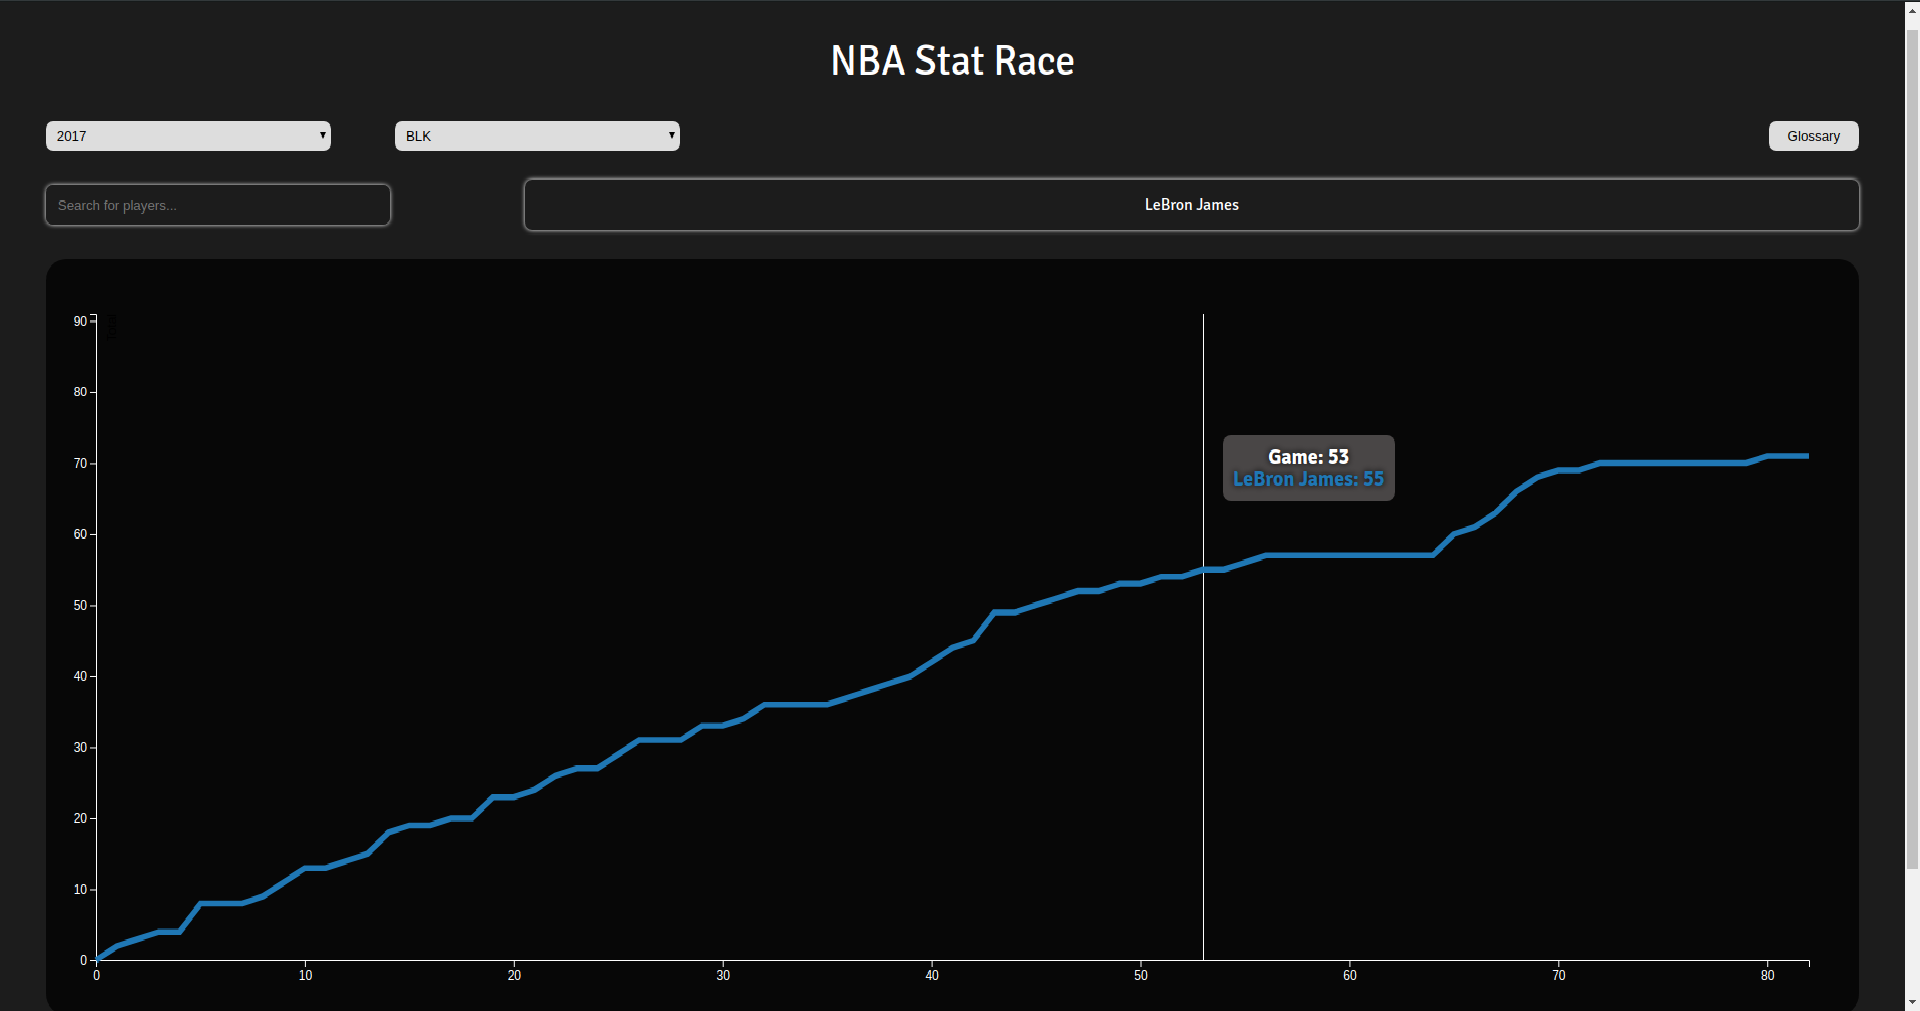 NBA Stat Race
2017
BLK
Glossary
Search for players...
LeBron James
90
80
70
60
50
40
30
20
10
0
Game: 53
LeBron James: 55
0 10 20 30 40 50 60 70 80